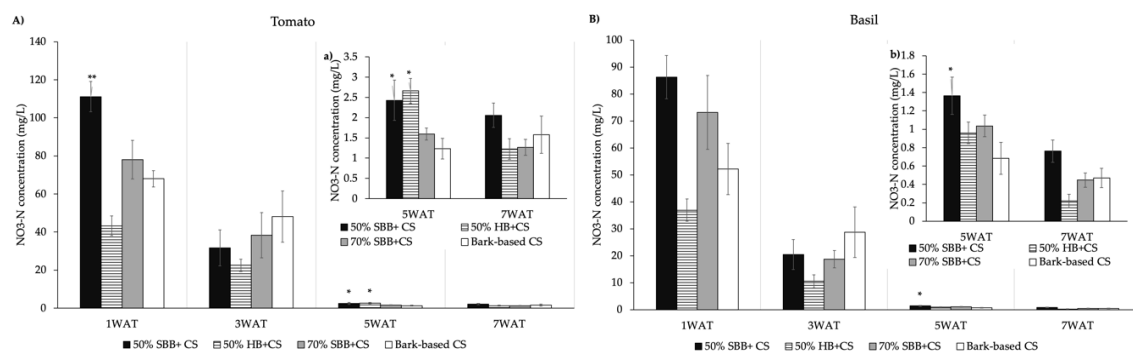 A)
Tomato
NO3-N concentration (mg/L)
140
120
100
80
60
40
20
0
**
* *
1WAT 3WAT 5WAT 7WAT
50% SBB+ CS 50% HB+CS 70% SBB+CS Bark-based CS
a)
NO3-N concentration (mg/L)
3.5
3
2.5
2
1.5
1
0.5
0
* *
5WAT 7WAT
50% SBB+ CS 50% HB+CS
70% SBB+CS Bark-based CS
B)
Basil
NO3-N concentration (mg/L)
100
90
80
70
60
50
40
30
20
10
0
*
1WAT 3WAT 5WAT 7WAT
50% SBB+ CS 50% HB+CS 70% SBB+CS Bark-based CS
b)
NO3-N concentration (mg/L)
1.8
1.6
1.4
1.2
1
0.8
0.6
0.4
0.2
0
*
5WAT 7WAT
50% SBB+ CS 50% HB+CS
70% SBB+CS Bark-based CS